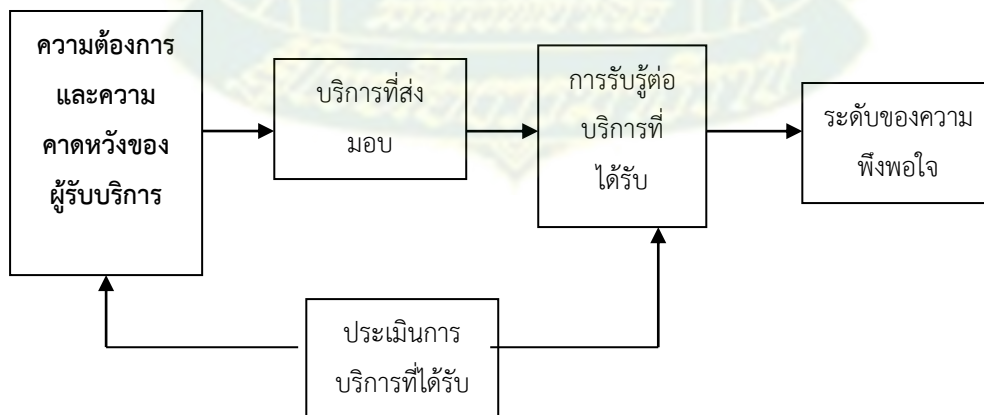 ความต้องการ
และความ
คาดหวังของ
ผู้รับบริการ
บริการที่ส่ง
มอบ
การรับรู้ต่อ
บริการที่
ได้รับ
ระดับของความ
พึงพอใจ
ประเมินการ
บริการที่ได้รับ